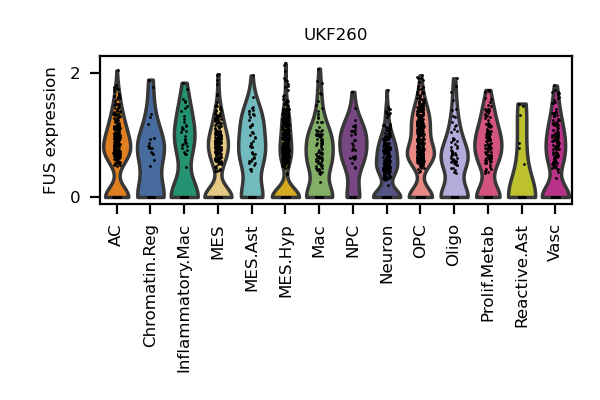 UKF260
FUS expression
2
0
AC
Chromatin.Reg
Inflammatory.Mac
MES
MES.Ast
MES.Hyp
Mac
NPC
Neuron
OPC
Oligo
Prolif.Metab
Reactive.Ast
Vasc